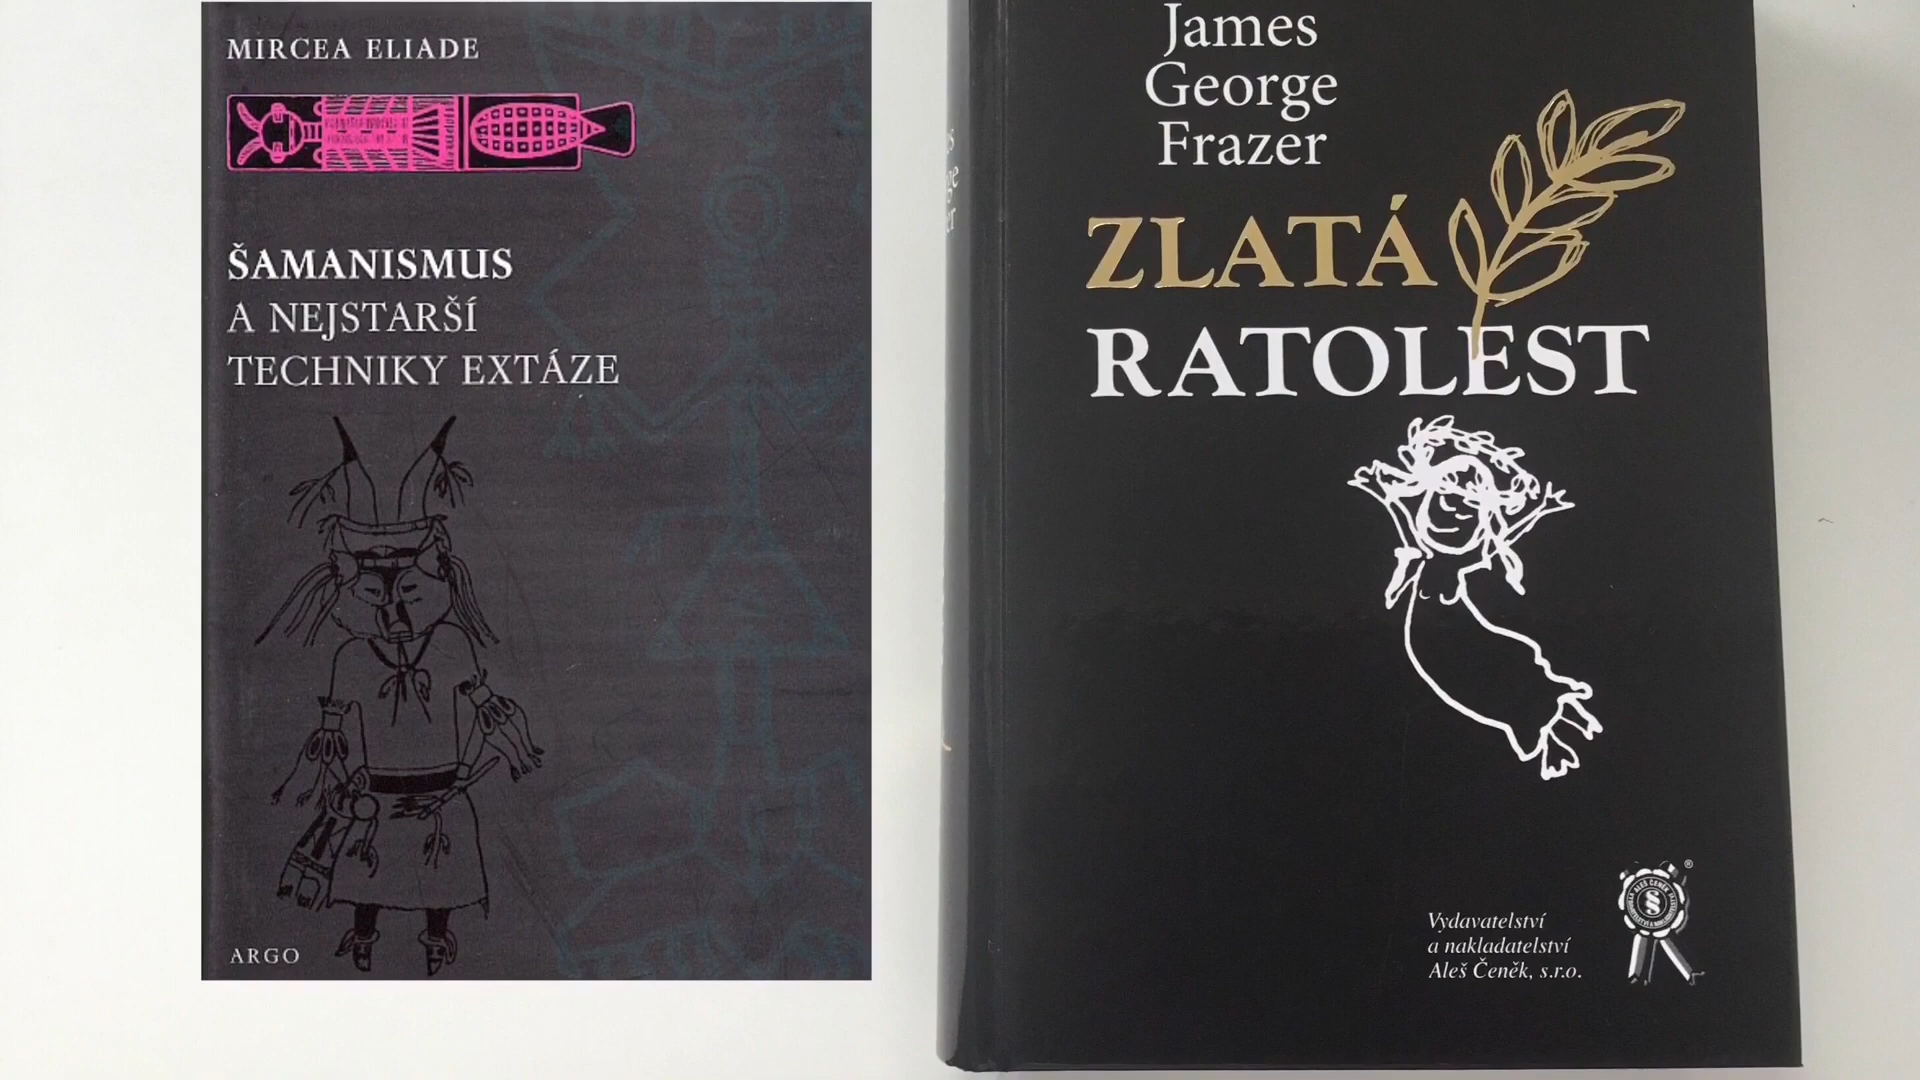 MIRCEA ELIADE
ŠAMANISMUS
A NEJSTARŠÍ
TECHNIKY EXTÁZE
ARGO
James
George
Frazer
ZLATÁ
RATOLEST
Vydavatelství
a nakladatelství
Aleš Čeněk, s.r.o.